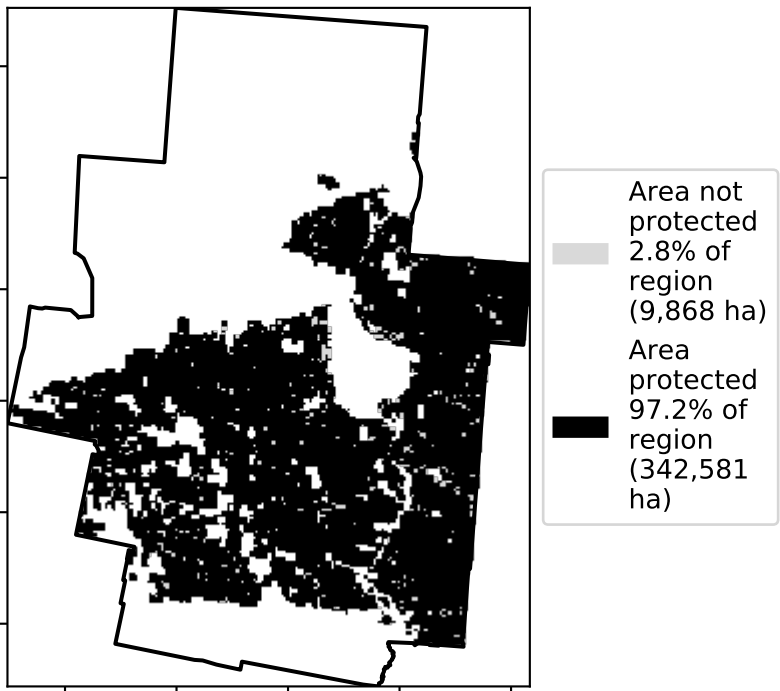 Area not
protected
2.8% of
region
(9,868 ha)
Area
protected
97.2% of
region
(342,581
ha)